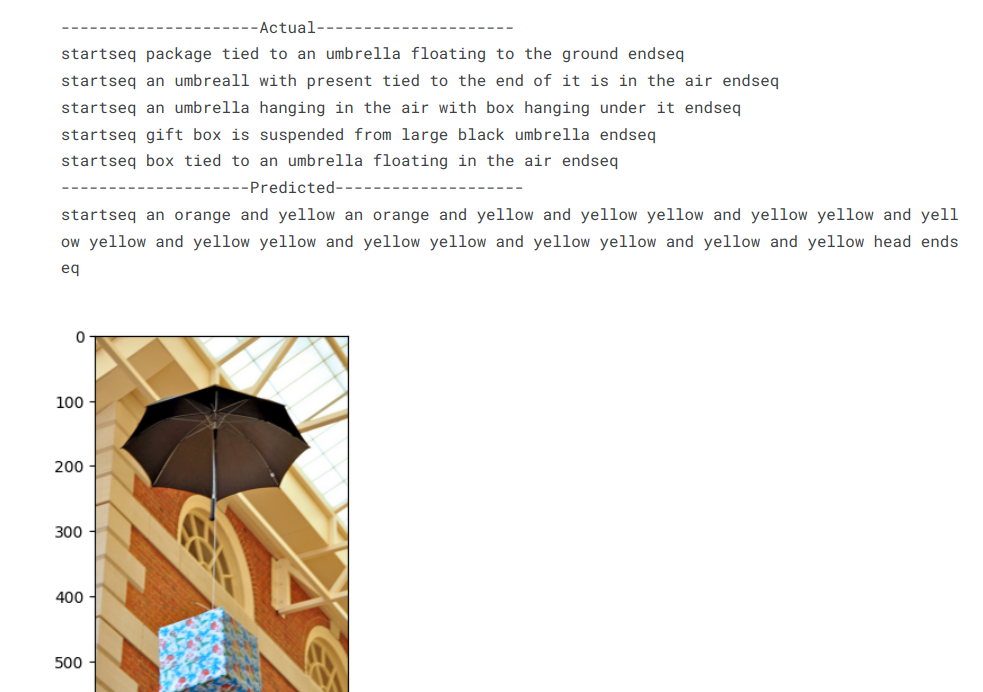 ---------------------Actual---------------------
startseq package tied to an umbrella floating to the ground endseq
startseq an umbreall with present tied to the end of it is in the air endseq
startseq an umbrella hanging in the air with box hanging under it endseq
startseq gift box is suspended from large black umbrella endseq
startseq box tied to an umbrella floating in the air endseq
--------------------Predicted--------------------
startseq an orange and yellow an orange and yellow and yellow yellow and yellow yellow and yell
ow yellow and yellow yellow and yellow yellow and yellow yellow and yellow and yellow head ends
eq
0
100
200
300
400
500